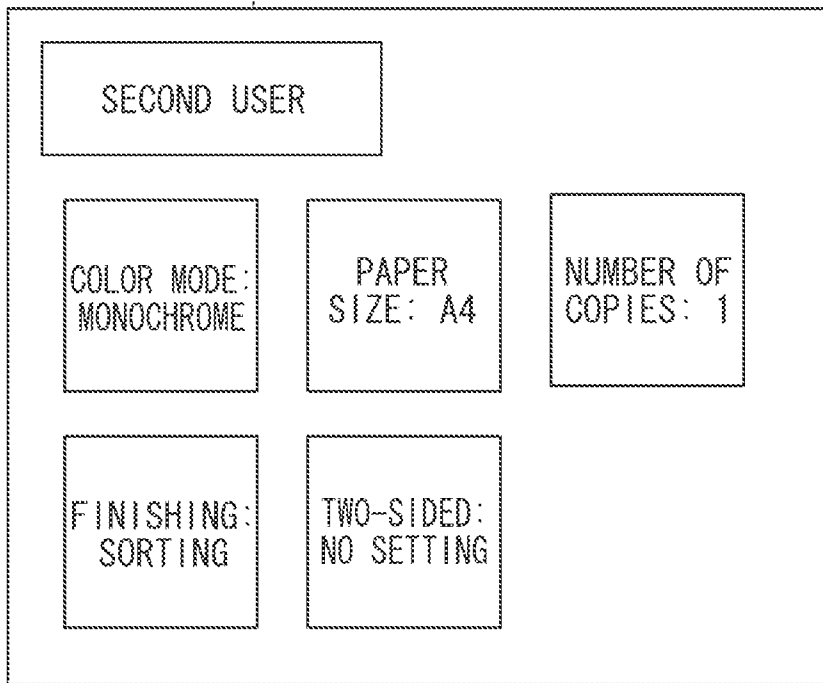 SECOND USER
COLOR MODE:
MONOCHROME
PAPER
SIZE: A4
NUMBER OF
COPIES: 1
FINISHING:
SORTING
TWO-SIDED:
NO SETTING